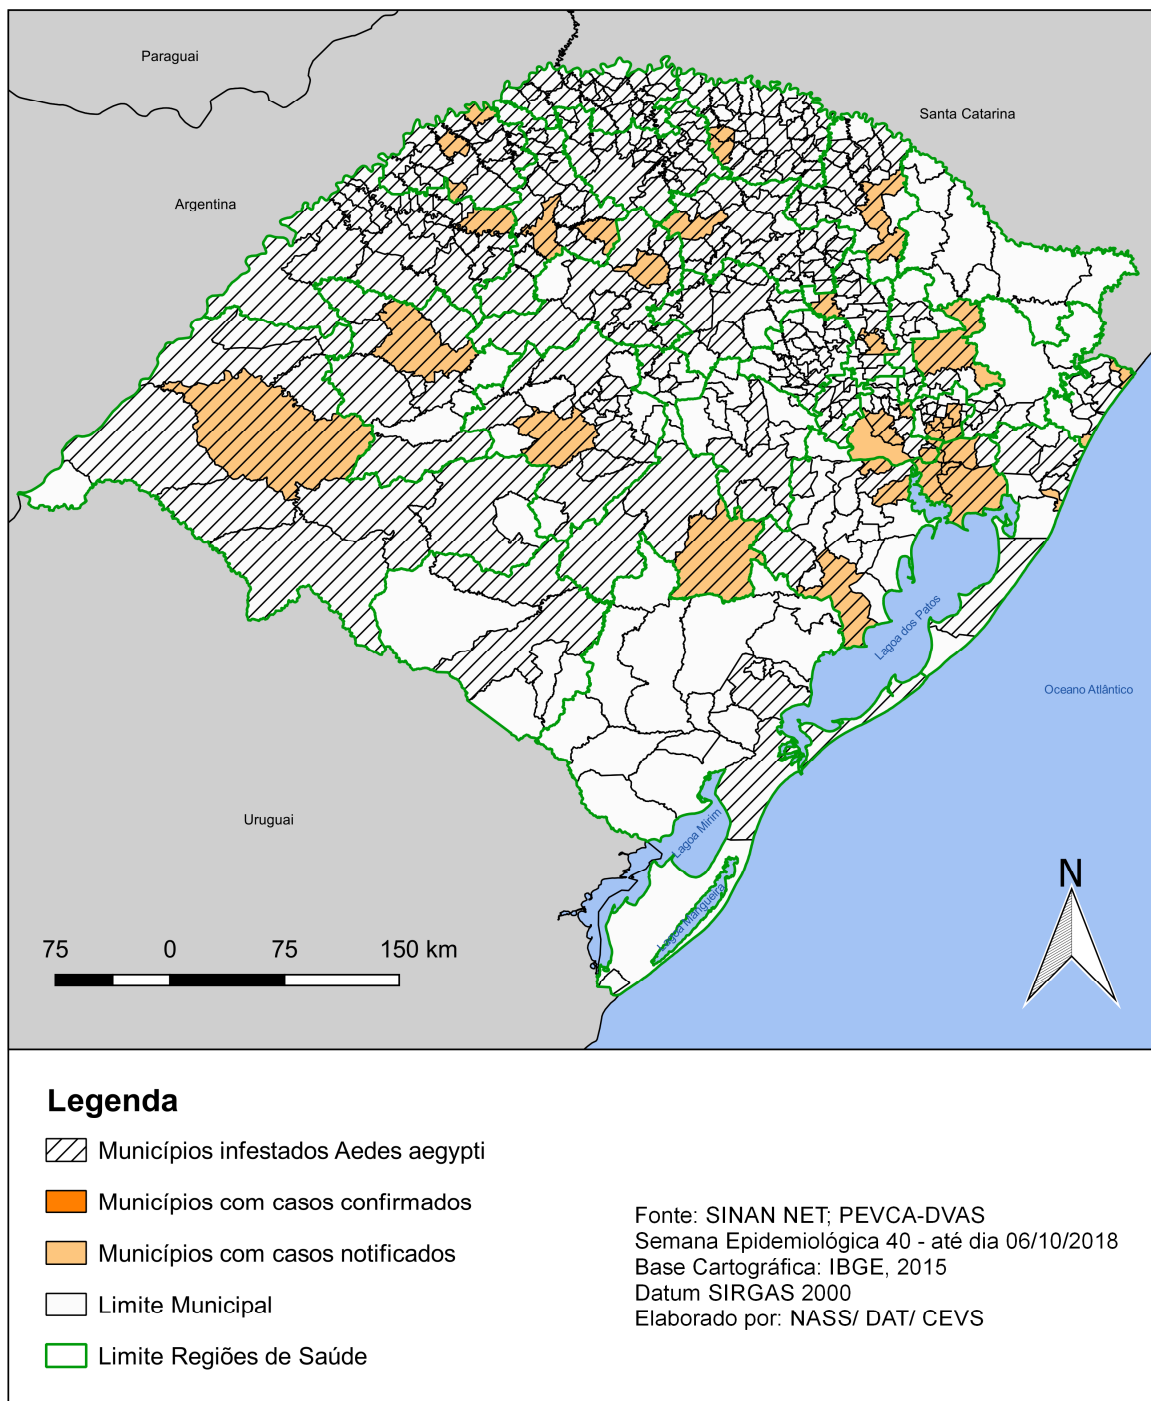 Paraguai
Santa Catarina
Argentina
Lagoa dos Patos
Oceano Atlântico
Uruguai
Lagoa Mirim
Lagoa Mangueira
N
75 0 75 150 km
Legenda
Municípios infestados Aedes aegypti
Municípios com casos confirmados
Municípios com casos notificados
Limite Municipal
Limite Regiões de Saúde
Fonte: SINAN NET; PEVCA-DVAS
Semana Epidemiológica 40 - até dia 06/10/2018
Base Cartográfica: IBGE, 2015
Datum SIRGAS 2000
Elaborado por: NASS/ DAT/ CEVS